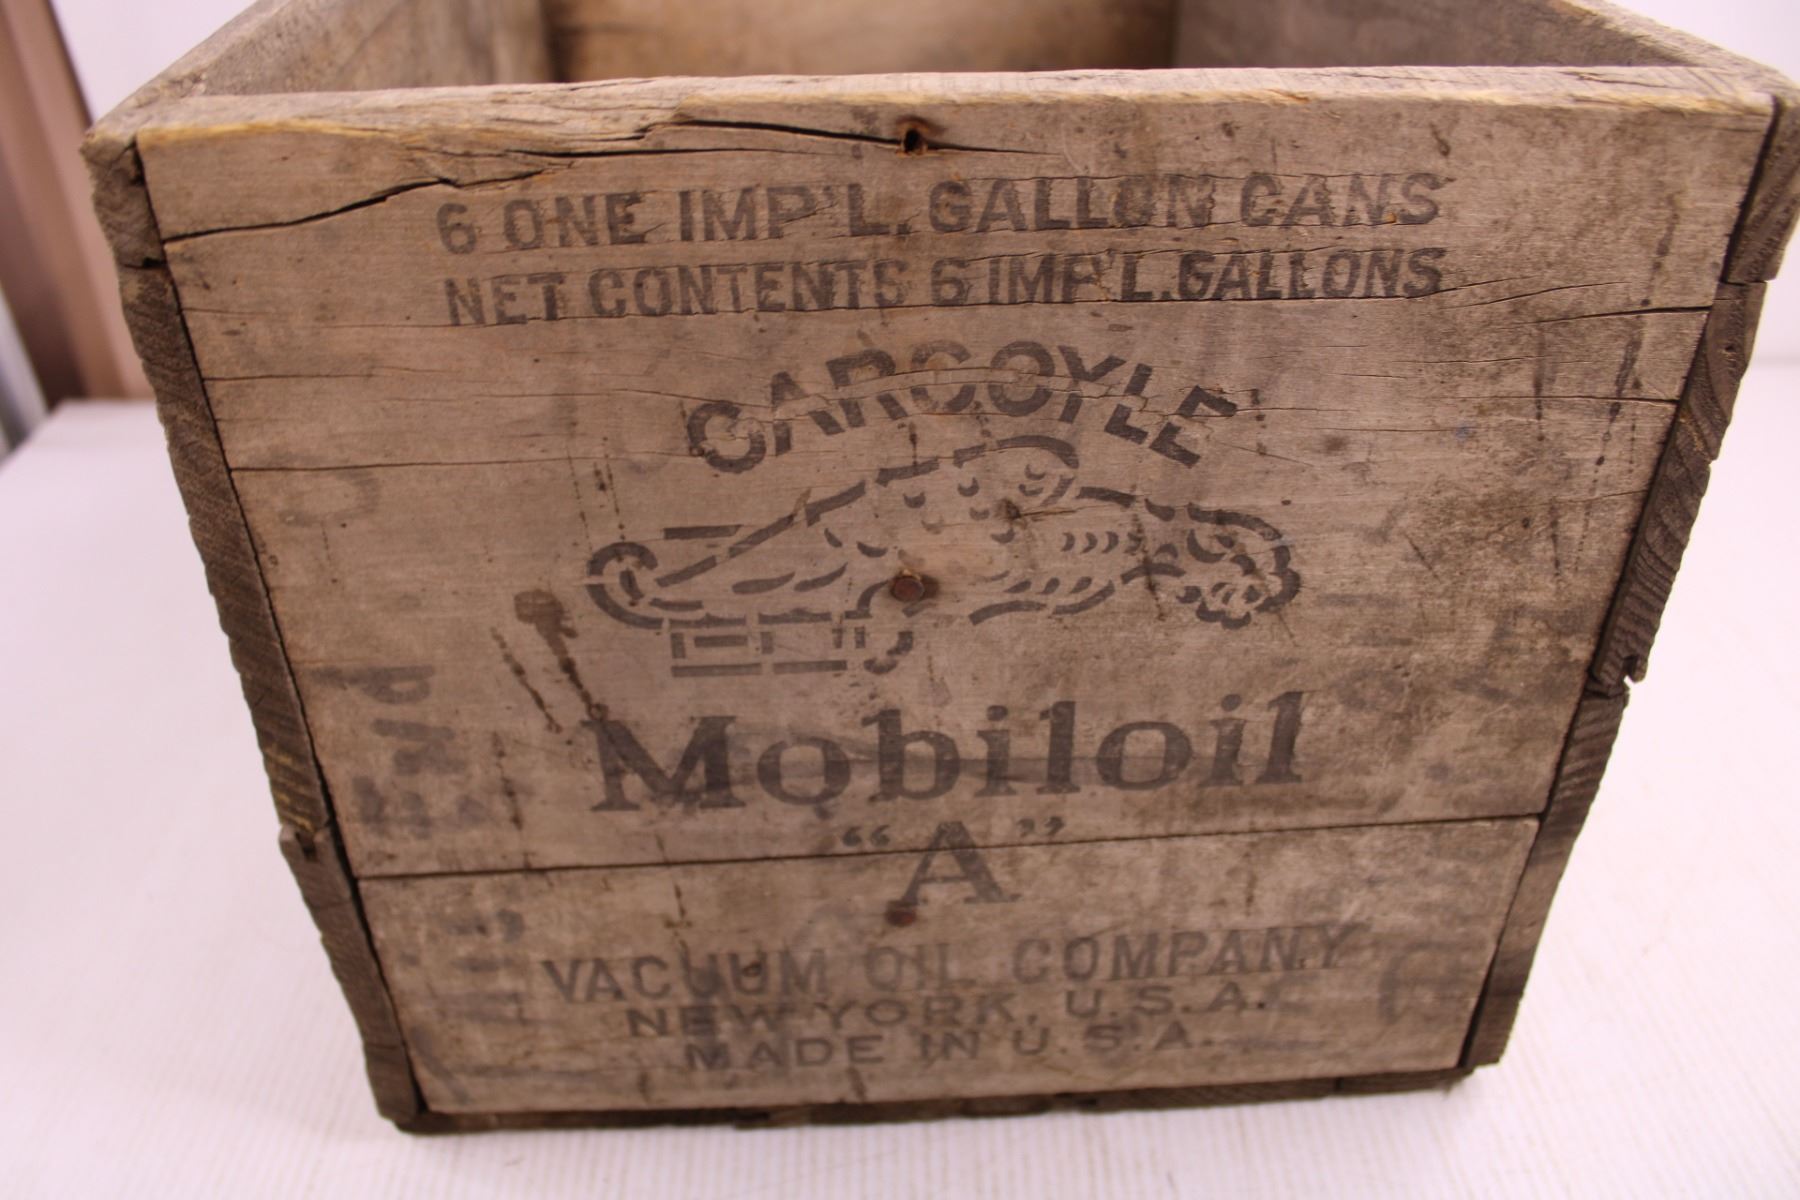 6 ONE IMP'L. GALLON CANS
NET CONTENTS 6 IMP'L. GALLONS
GARGOYLE
Mobiloil
"A"
VACUUM OIL COMPANY
NEW YORK, U.S.A.
MADE IN U.S.A.